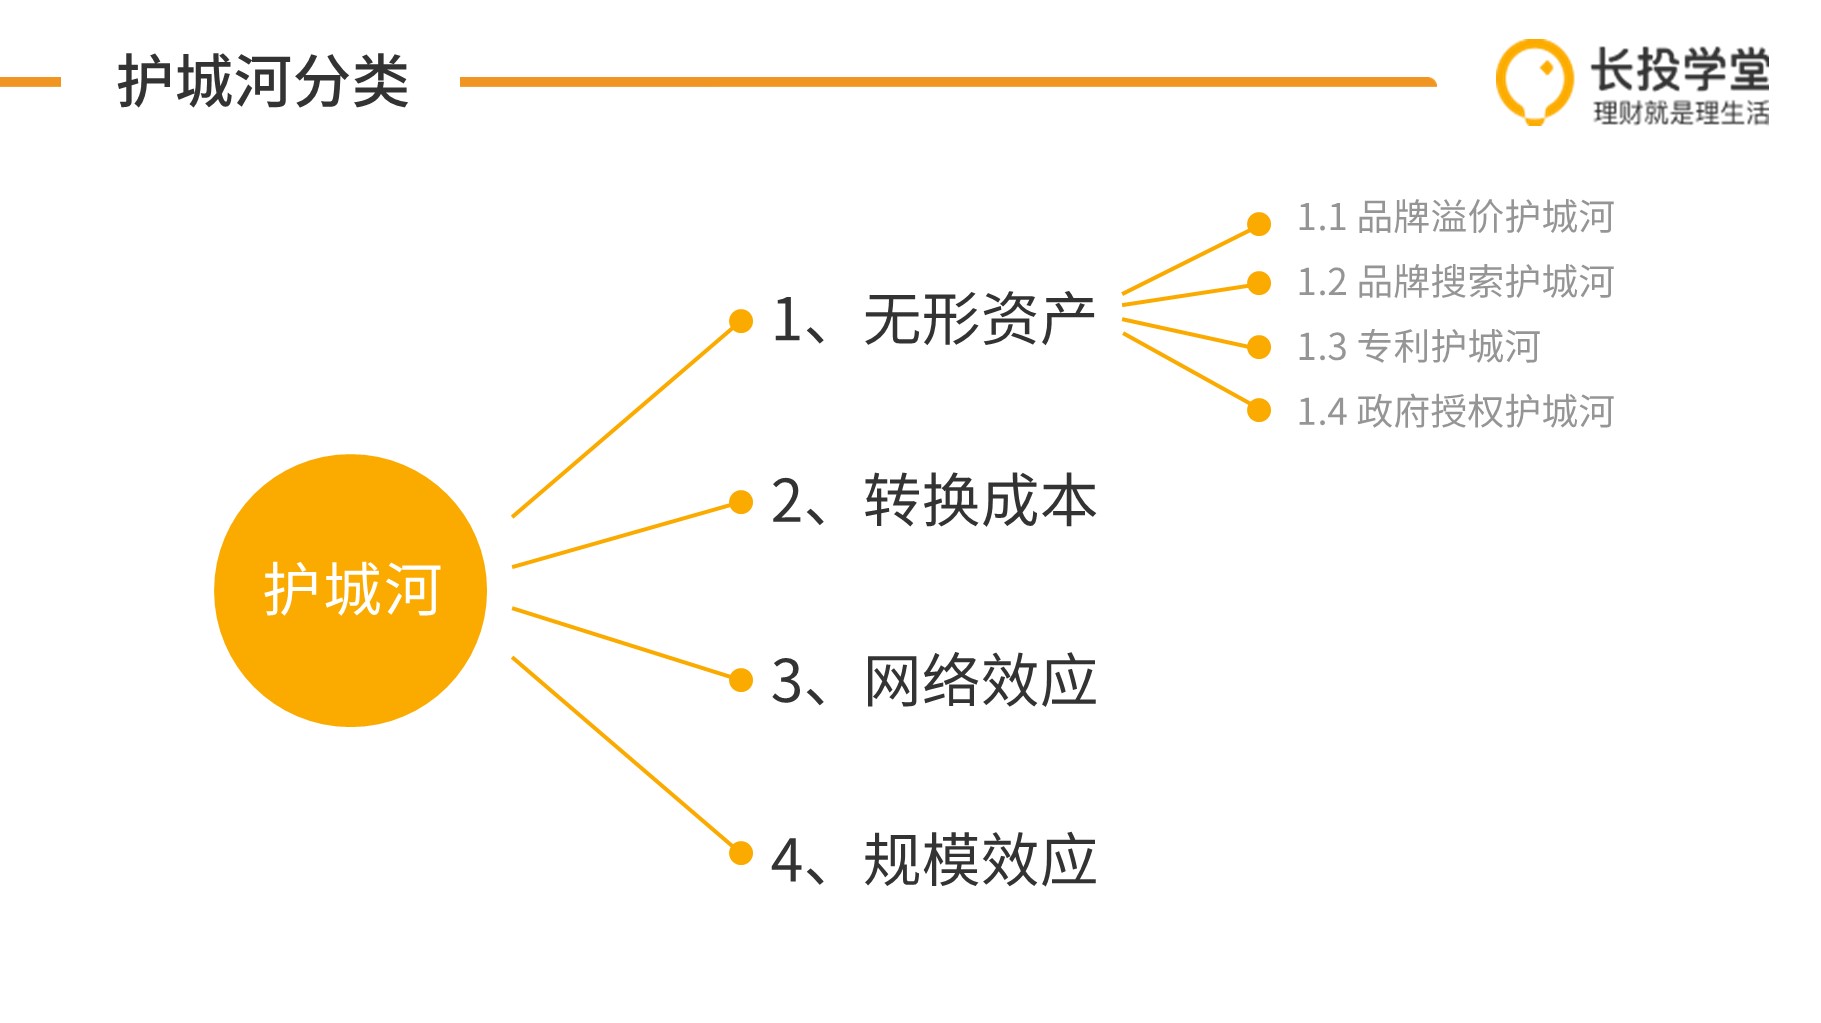 护城河分类
长投学堂
理财就是理生活
护城河
1、无形资产
1.1 品牌溢价护城河
1.2 品牌搜索护城河
1.3 专利护城河
1.4 政府授权护城河
2、转换成本
3、网络效应
4、规模效应